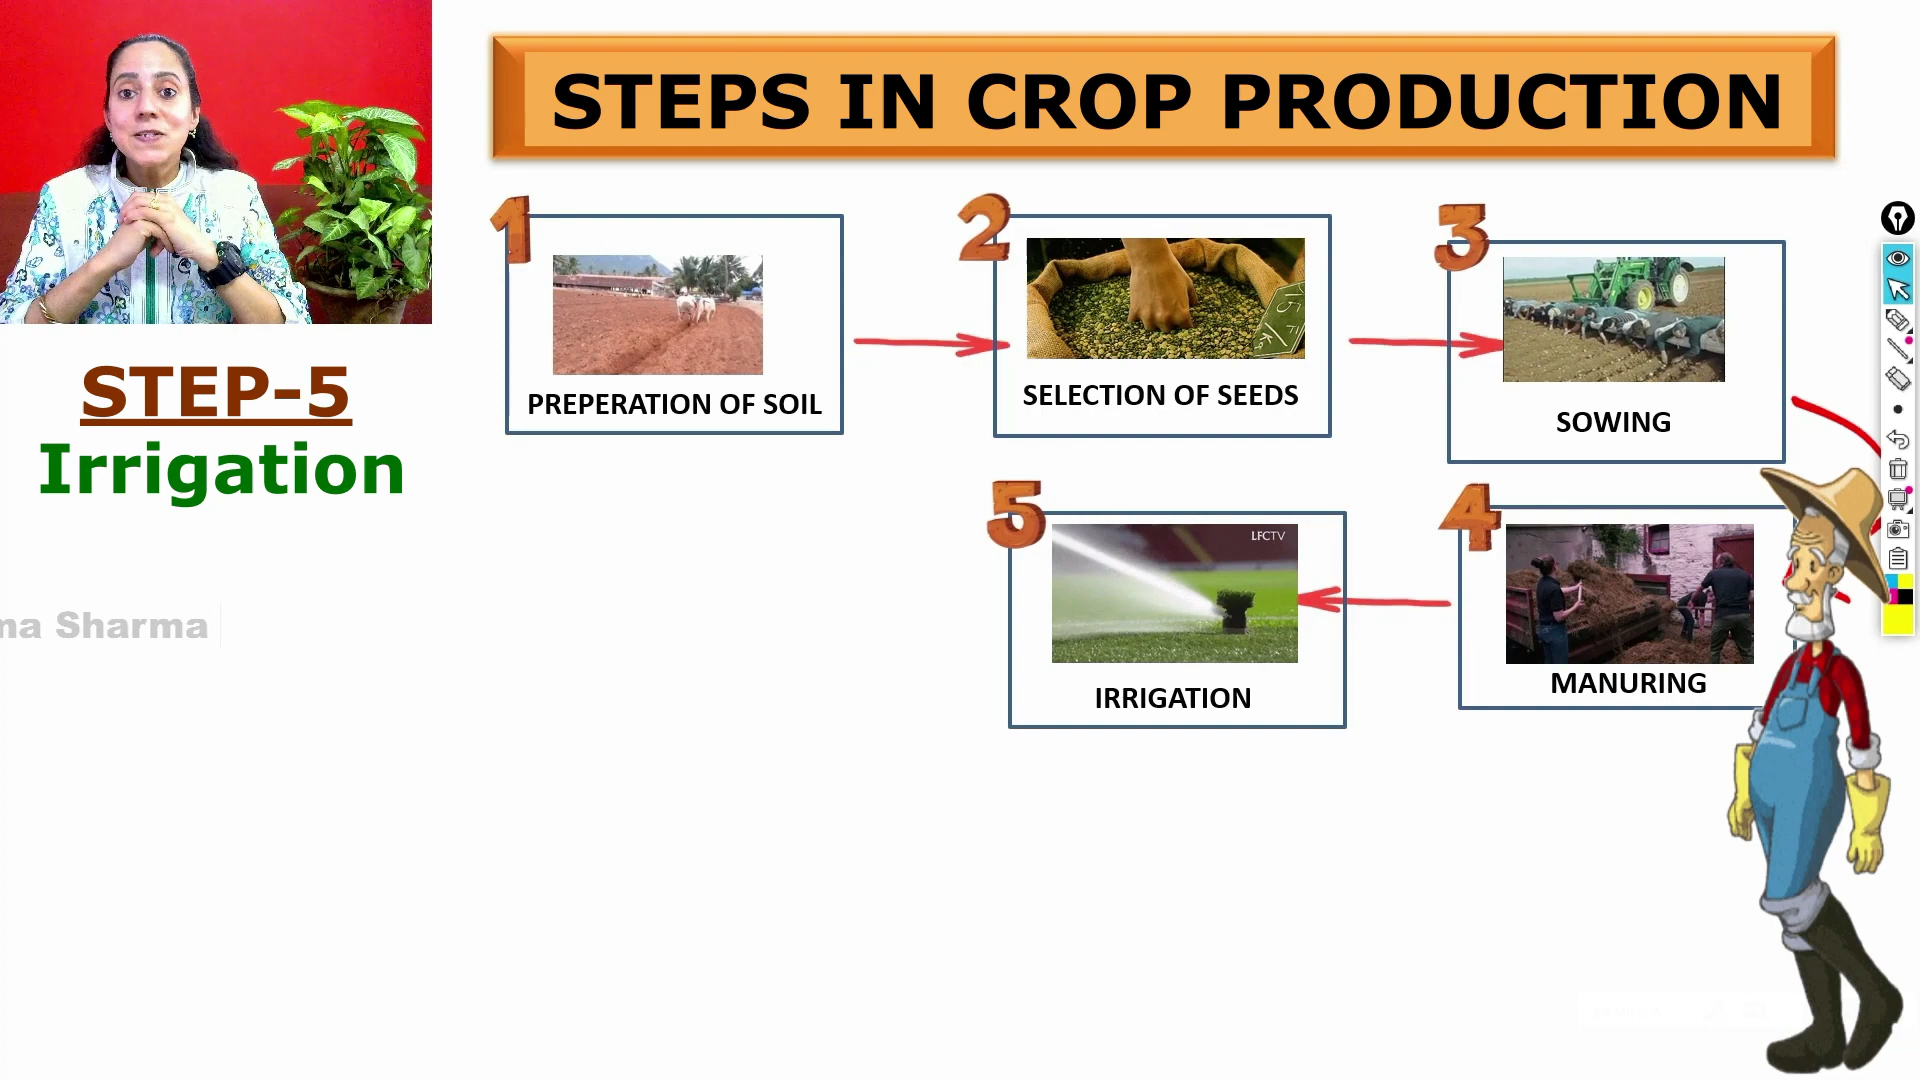 STEPS IN CROP PRODUCTION
1
PREPERATION OF SOIL
2
SELECTION OF SEEDS
3
SOWING
4
MANURING
5
LFCTV
IRRIGATION
STEP-5
Irrigation
Sharma